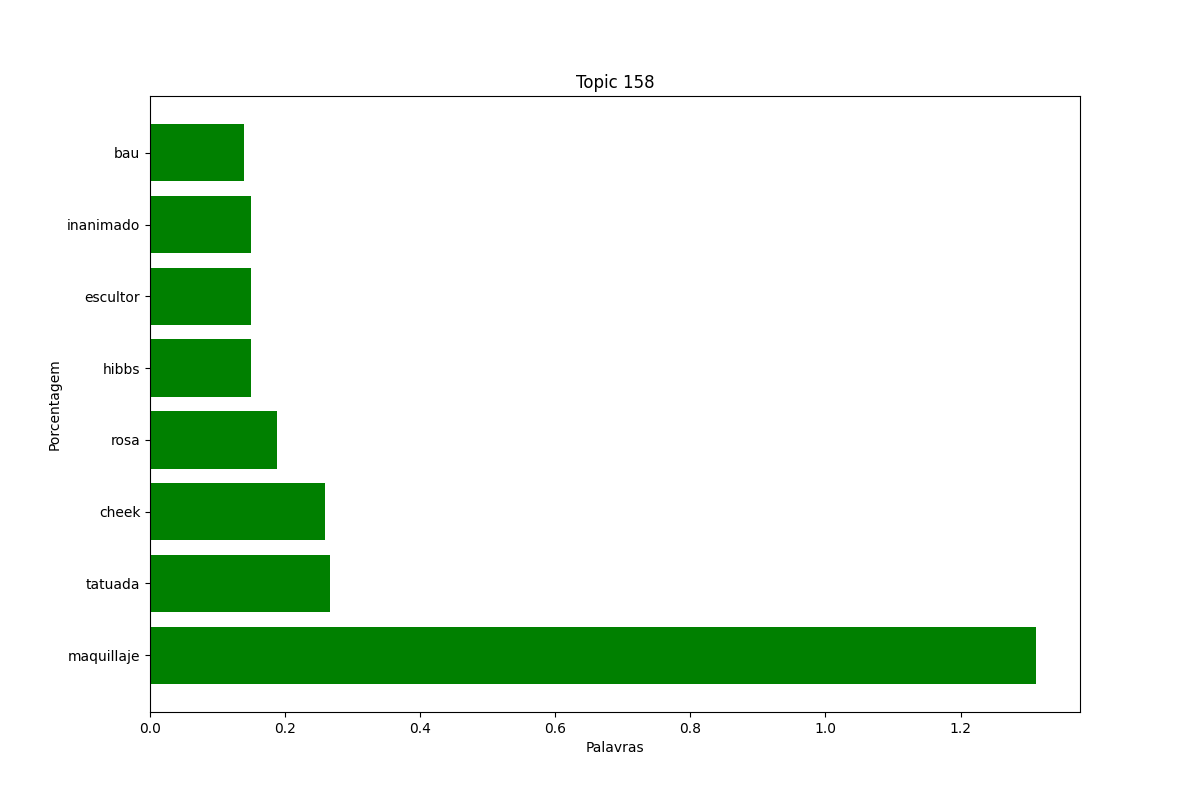 Topic 158
bau
inanimado
escultor
hibbs
rosa
cheek
tatuada
maquillaje
Porcentagem
0.0 0.2 0.4 0.6 0.8 1.0 1.2
Palavras